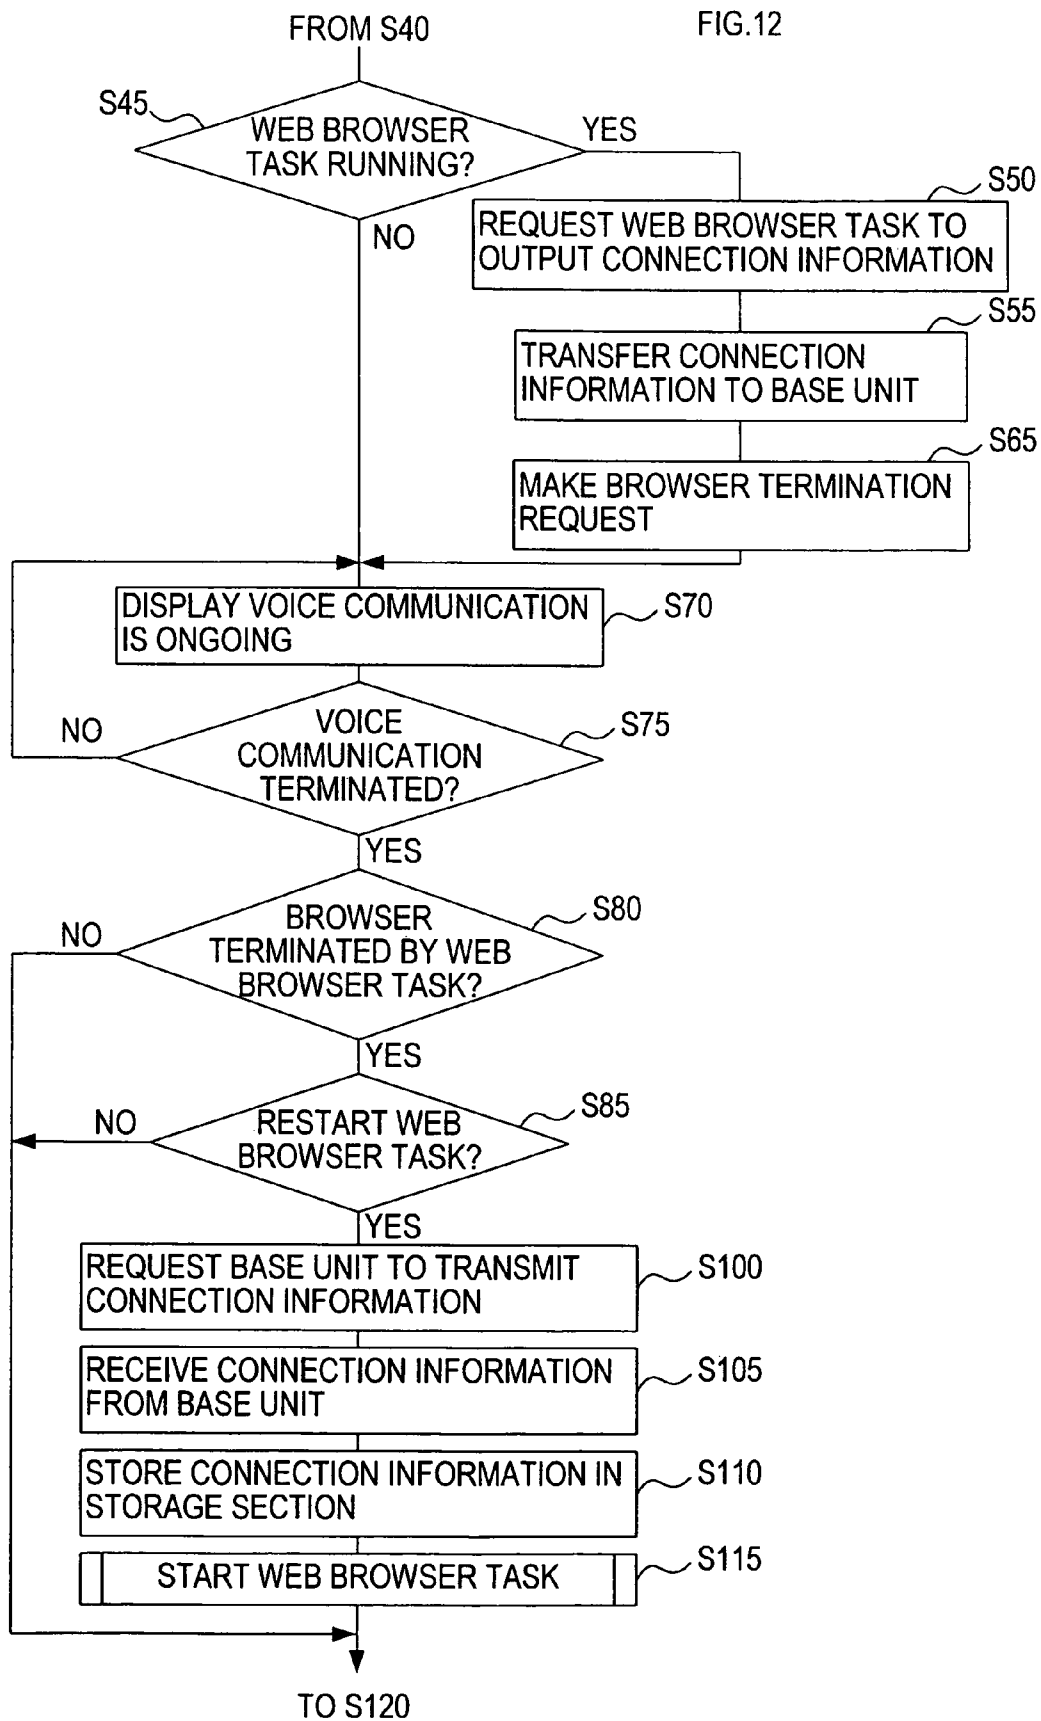 FROM S40
FIG.12
S45
WEB BROWSER
TASK RUNNING?
YES
NO
S50
REQUEST WEB BROWSER TASK TO
OUTPUT CONNECTION INFORMATION
S55
TRANSFER CONNECTION
INFORMATION TO BASE UNIT
S65
MAKE BROWSER TERMINATION
REQUEST
DISPLAY VOICE COMMUNICATION
IS ONGOING
S70
NO
VOICE
COMMUNICATION
TERMINATED?
S75
YES
NO
BROWSER
TERMINATED BY WEB
BROWSER TASK?
S80
YES
NO
RESTART WEB
BROWSER TASK?
S85
YES
REQUEST BASE UNIT TO TRANSMIT
CONNECTION INFORMATION
S100
RECEIVE CONNECTION INFORMATION
FROM BASE UNIT
S105
STORE CONNECTION INFORMATION IN
STORAGE SECTION
S110
START WEB BROWSER TASK
S115
TO S120